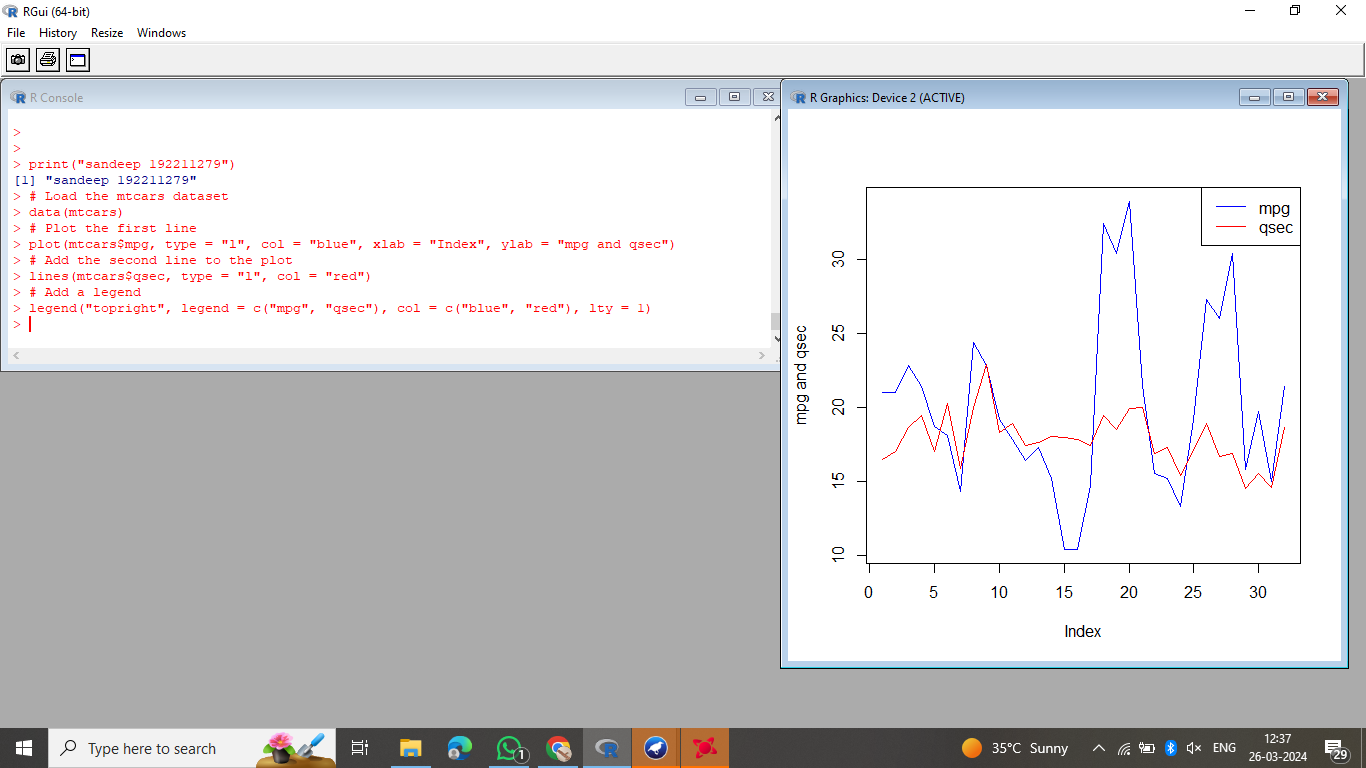 RGui (64-bit)
File History Resize Windows
R Console
>
>
> print("sandeep 192211279")
[1] "sandeep 192211279"
> # Load the mtcars dataset
> data(mtcars)
> # Plot the first line
> plot(mtcars$mpg, type = "l", col = "blue", xlab = "Index", ylab = "mpg and qsec")
> # Add the second line to the plot
> lines(mtcars$qsec, type = "l", col = "red")
> # Add a legend
> legend("topright", legend = c("mpg", "qsec"), col = c("blue", "red"), lty = 1)
>
R Graphics: Device 2 (ACTIVE)
mpg
qsec
mpg and qsec
30
25
20
15
10
0 5 10 15 20 25 30
Index
Type here to search
1
35°C Sunny
ENG
12:37
26-03-2024
29